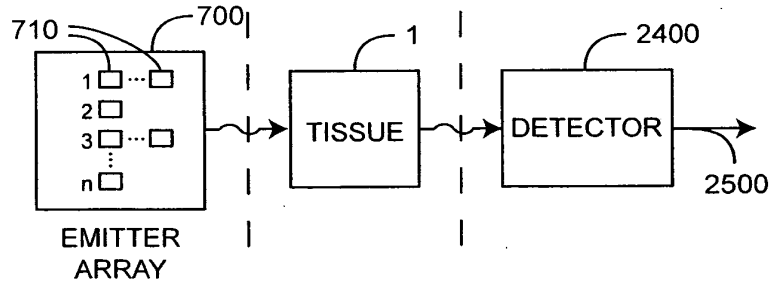 710
700
1
2400
1
2
3
n
TISSUE
DETECTOR
2500
EMITTER
ARRAY